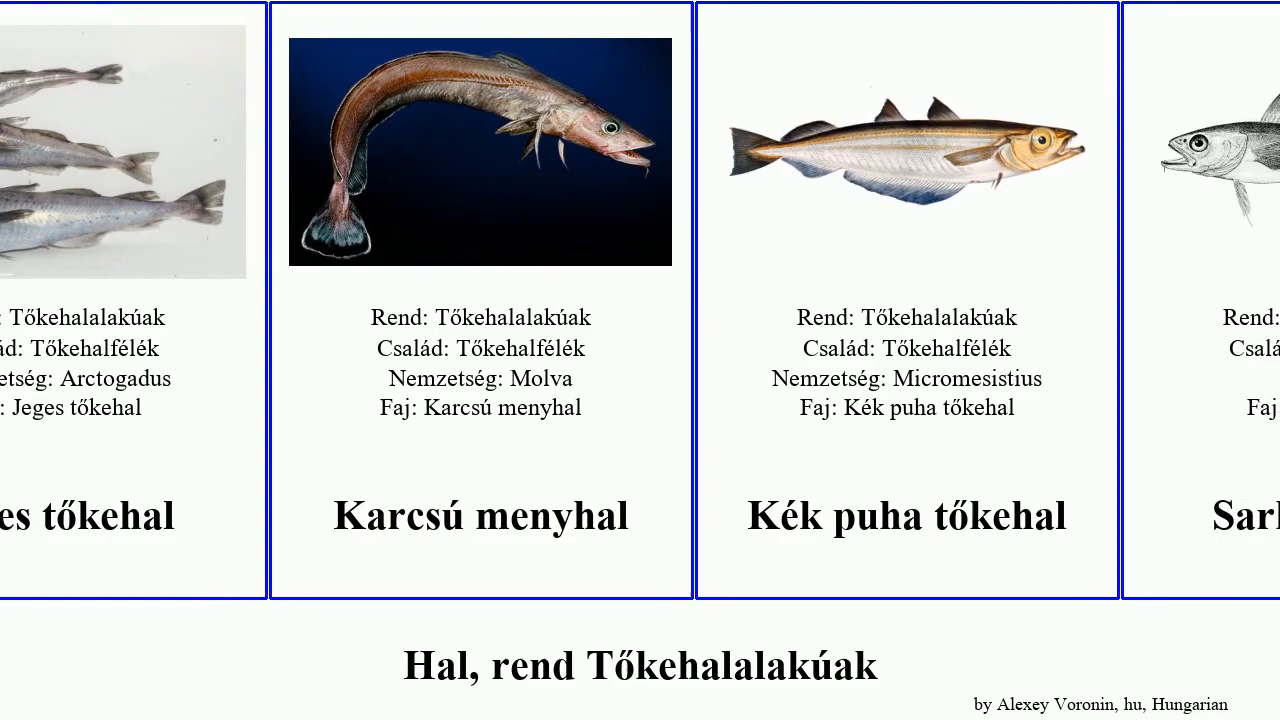 Tőkehalalakúak
Tőkehalfélék
Arctogadus
Jeges tőkehal
tőkehal
Rend: Tőkehalalakúak
Család: Tőkehalfélék
Nemzetség: Molva
Faj: Karcsú menyhal
Karcsú menyhal
Rend: Tőkehalalakúak
Család: Tőkehalfélék
Nemzetség: Micromesistius
Faj: Kék puha tőkehal
Kék puha tőkehal
Rend:
Faj
Hal, rend Tőkehalalakúak
by Alexey Voronin, hu, Hungarian